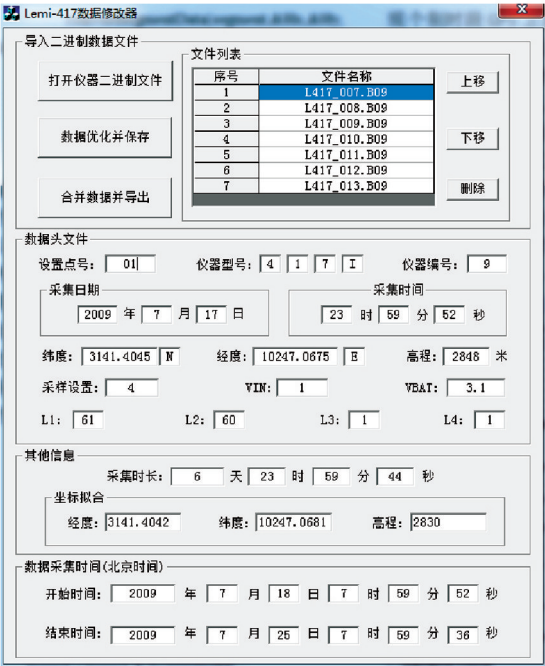 Lemi-417数据修改器
导入二进制数据文件
打开仪器二进制文件
数据优化并保存
合并数据并导出
文件列表
序号 文件名称
1 L417_007.B09
2 L417_008.B09
3 L417_009.B09
4 L417_010.B09
5 L417_011.B09
6 L417_012.B09
7 L417_013.B09
上移
下移
删除
数据头文件
设置点号: 01 仪器型号: 4 1 7 I 仪器编号: 9
采集日期 采集时间
2009 年 7 月 17 日 23 时 59 分 52 秒
纬度: 3141.4045 N 经度: 10247.0675 E 高程: 2848 米
采样设置: 4 VIN: 1 VBAT: 3.1
L1: 61 L2: 60 L3: 1 L4: 1
其他信息
采集时长: 6 天 23 时 59 分 44 秒
坐标拟合
经度: 3141.4042 纬度: 10247.0681 高程: 2830
数据采集时间(北京时间)
开始时间: 2009 年 7 月 18 日 7 时 59 分 52 秒
结束时间: 2009 年 7 月 25 日 7 时 59 分 36 秒